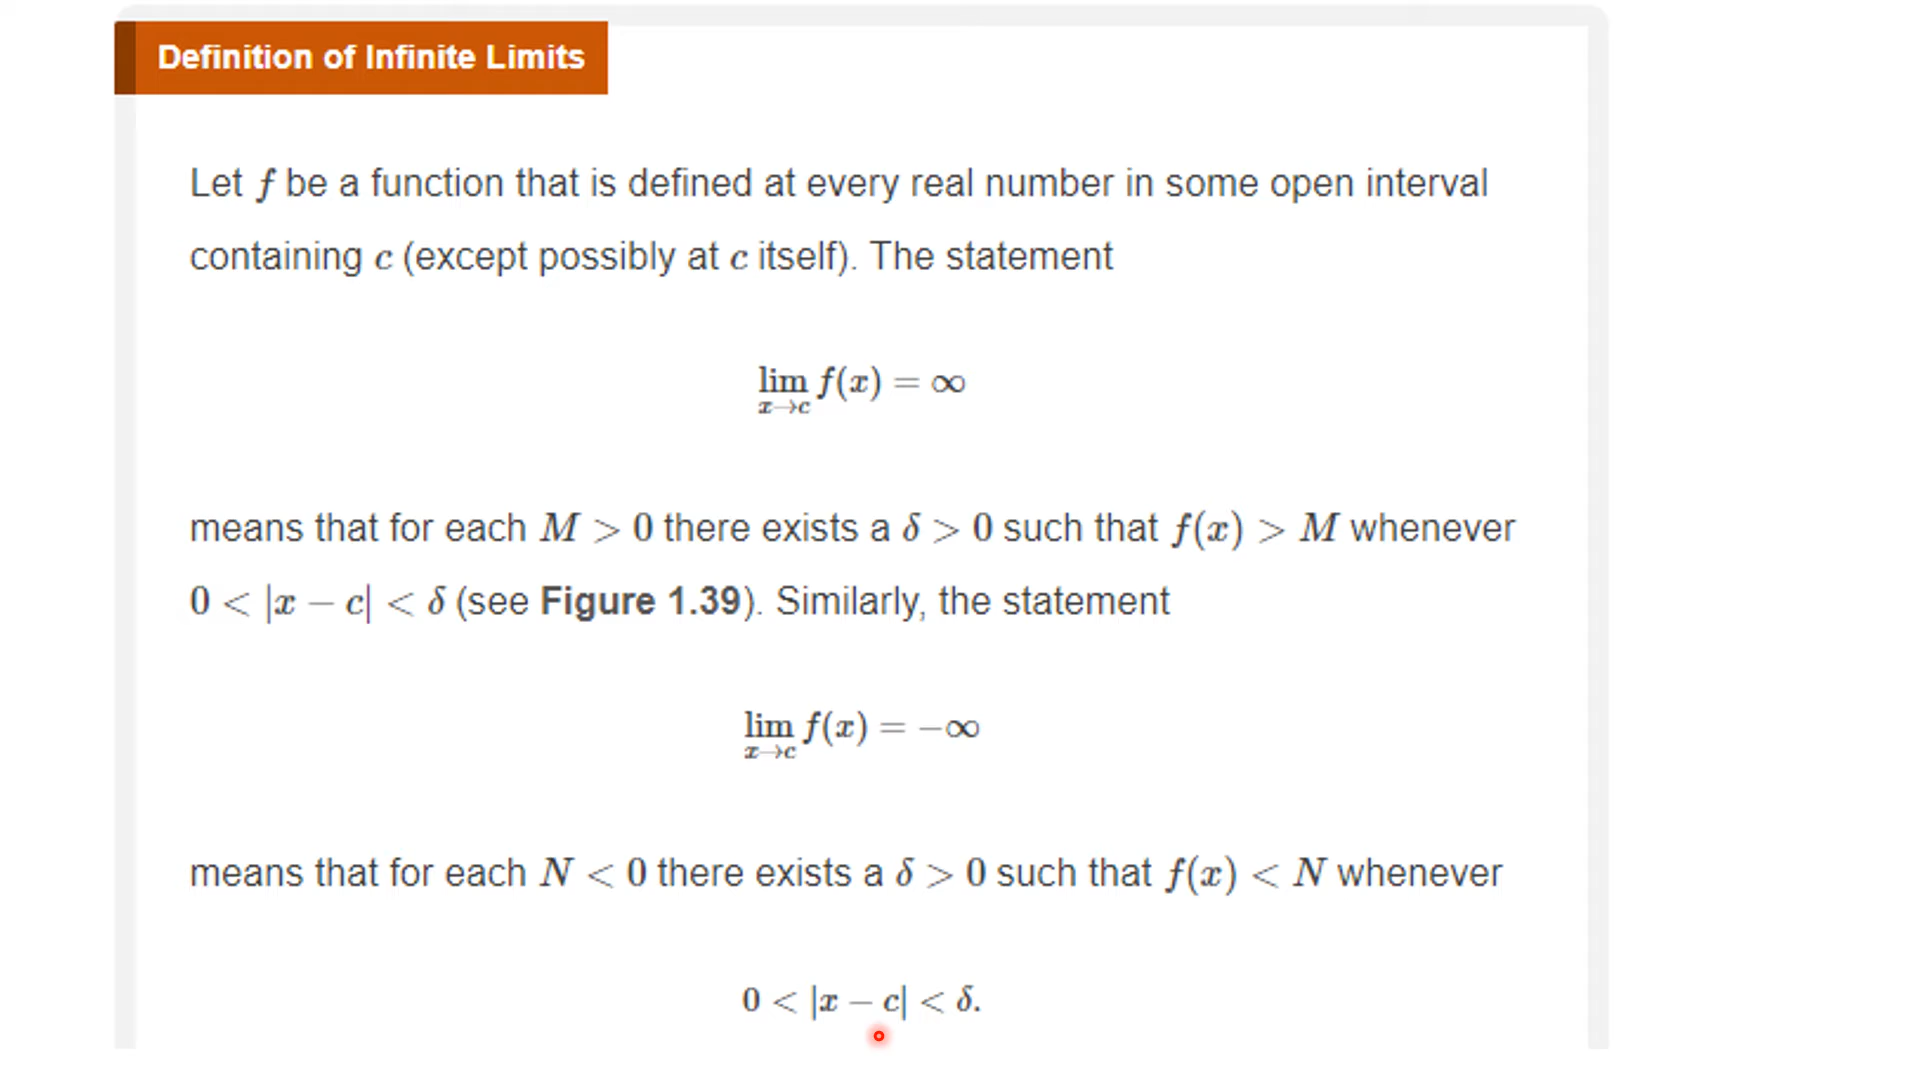 Definition of Infinite Limits
Let f be a function that is defined at every real number in some open interval
containing c (except possibly at c itself). The statement
lim f(x) = ∞
x→c
means that for each M > 0 there exists a δ > 0 such that f(x) > M whenever
0 < |x − c| < δ (see Figure 1.39). Similarly, the statement
lim f(x) = −∞
x→c
means that for each N < 0 there exists a δ > 0 such that f(x) < N whenever
0 < |x − c| < δ.